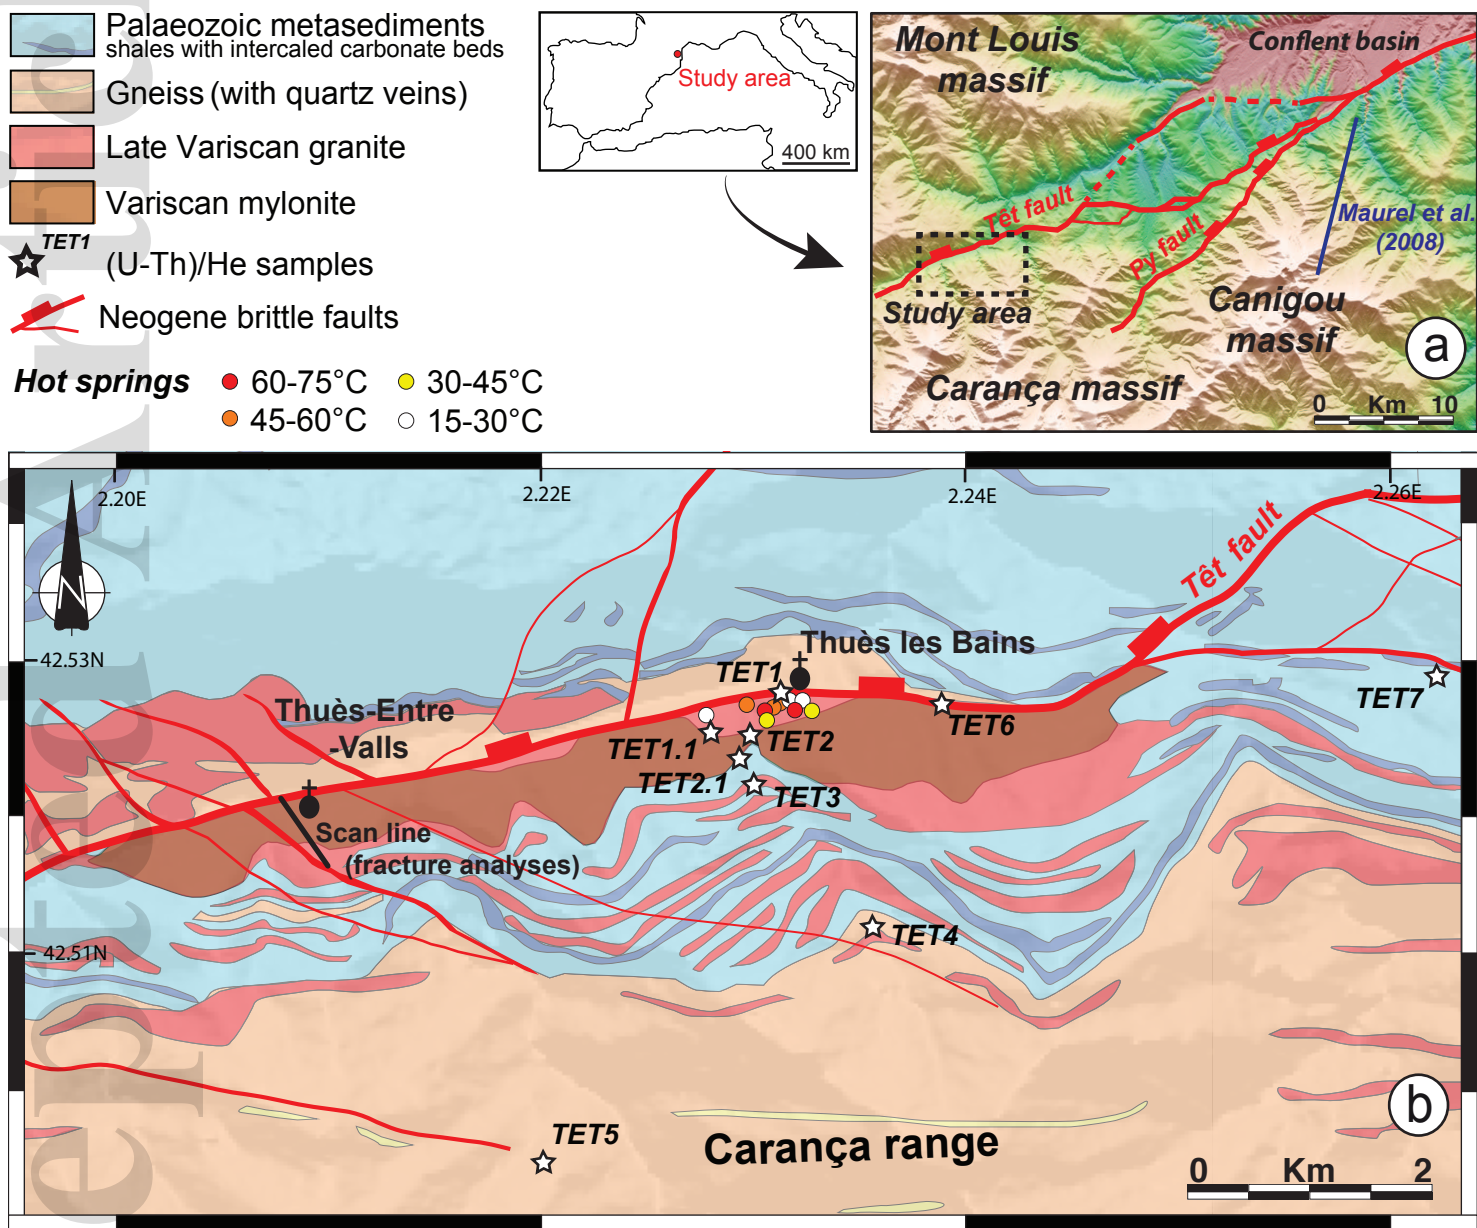 Palaeozoic metasediments
shales with intercaled carbonate beds
Gneiss (with quartz veins)
Late Variscan granite
Variscan mylonite
TET1
(U-Th)/He samples
Neogene brittle faults
Hot springs
60-75°C
30-45°C
45-60°C
15-30°C
Study area
400 km
Mont Louis
massif
Conflent basin
Têt fault
Py fault
Maurel et al.
(2008)
Study area
Canigou
massif
Carança massif
a
0 Km 10
2.20E
2.22E
2.24E
2.26E
N
Têt fault
42.53N
Thuès les Bains
TET1
TET7
Thuès-Entre
-Valls
TET6
TET1.1
TET2
TET2.1
TET3
Scan line
(fracture analyses)
TET4
42.51N
b
TET5
Carança range
0 Km 2